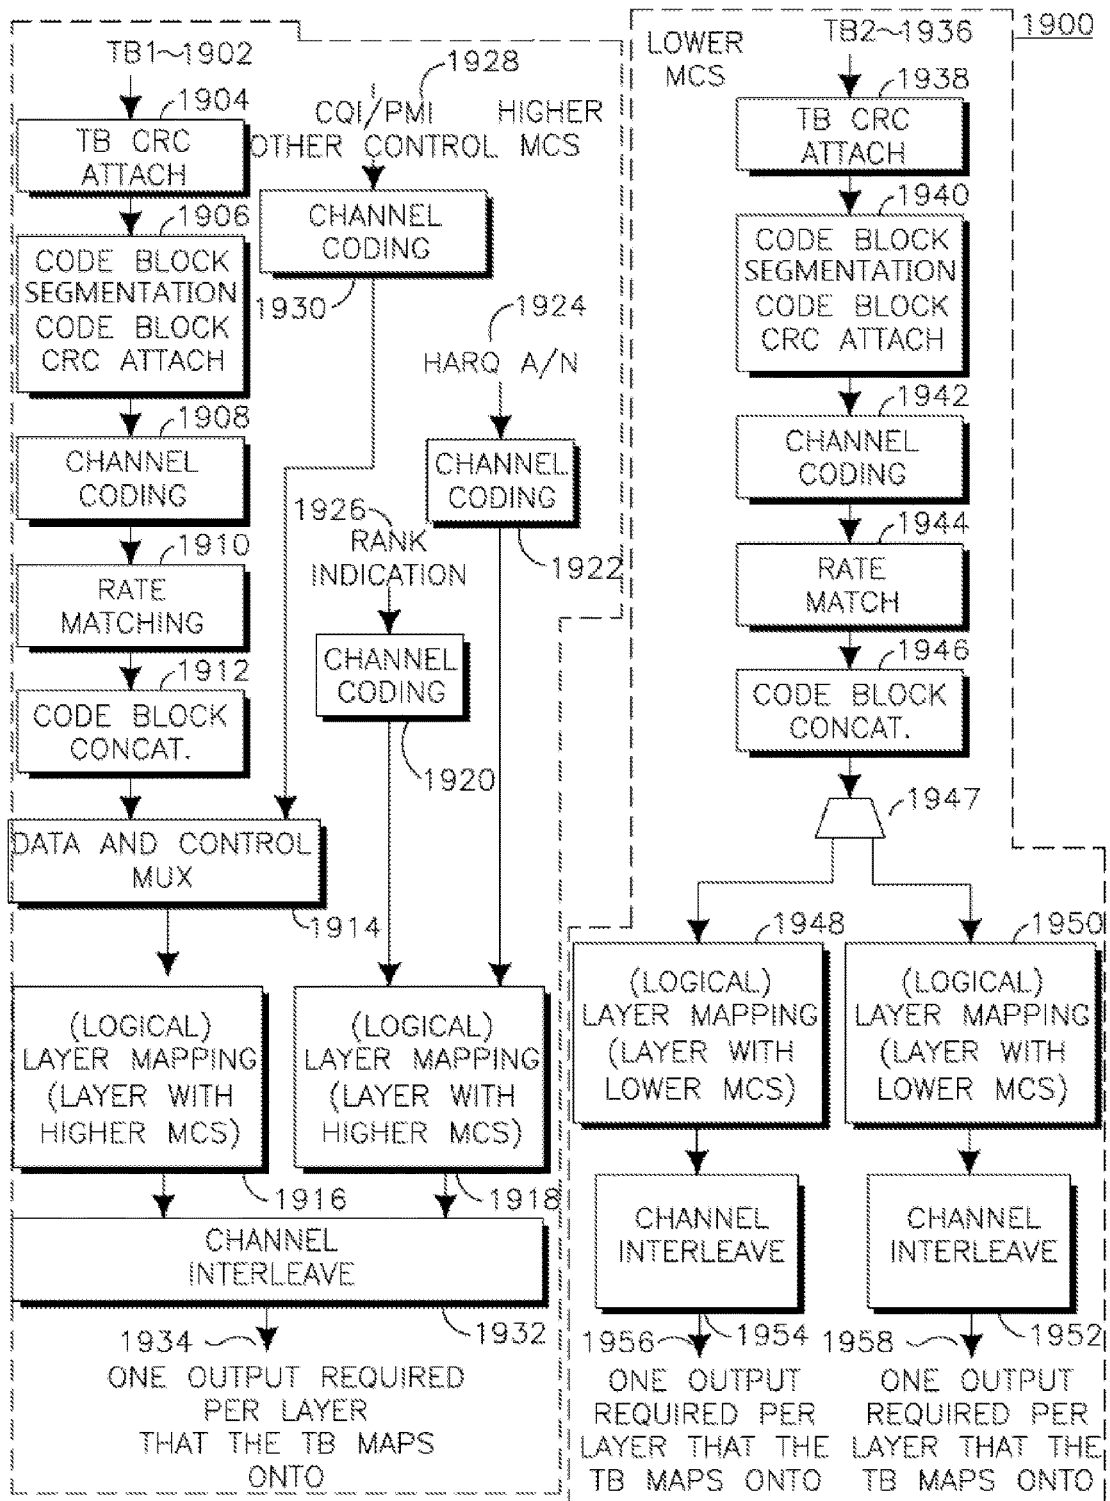 1900
TB1~1902
1904
TB CRC
ATTACH
1906
CODE BLOCK
SEGMENTATION
CODE BLOCK
CRC ATTACH
1908
CHANNEL
CODING
1910
RATE
MATCHING
1912
CODE BLOCK
CONCAT.
1928
CQI/PMI
OTHER CONTROL
HIGHER
MCS
CHANNEL
CODING
1930
1924
HARQ A/N
CHANNEL
CODING
1922
1926
RANK
INDICATION
CHANNEL
CODING
1920
DATA AND CONTROL
MUX
1914
(LOGICAL)
LAYER MAPPING
(LAYER WITH
HIGHER MCS)
1916
(LOGICAL)
LAYER MAPPING
(LAYER WITH
HIGHER MCS)
1918
CHANNEL
INTERLEAVE
1932
1934
ONE OUTPUT REQUIRED
PER LAYER
THAT THE TB MAPS
ONTO
LOWER
MCS
TB2~1936
1938
TB CRC
ATTACH
1940
CODE BLOCK
SEGMENTATION
CODE BLOCK
CRC ATTACH
1942
CHANNEL
CODING
1944
RATE
MATCH
1946
CODE BLOCK
CONCAT.
1947
1948
(LOGICAL)
LAYER MAPPING
(LAYER WITH
LOWER MCS)
1950
(LOGICAL)
LAYER MAPPING
(LAYER WITH
LOWER MCS)
CHANNEL
INTERLEAVE
1954
1956
ONE OUTPUT
REQUIRED PER
LAYER THAT THE
TB MAPS ONTO
CHANNEL
INTERLEAVE
1952
1958
ONE OUTPUT
REQUIRED PER
LAYER THAT THE
TB MAPS ONTO